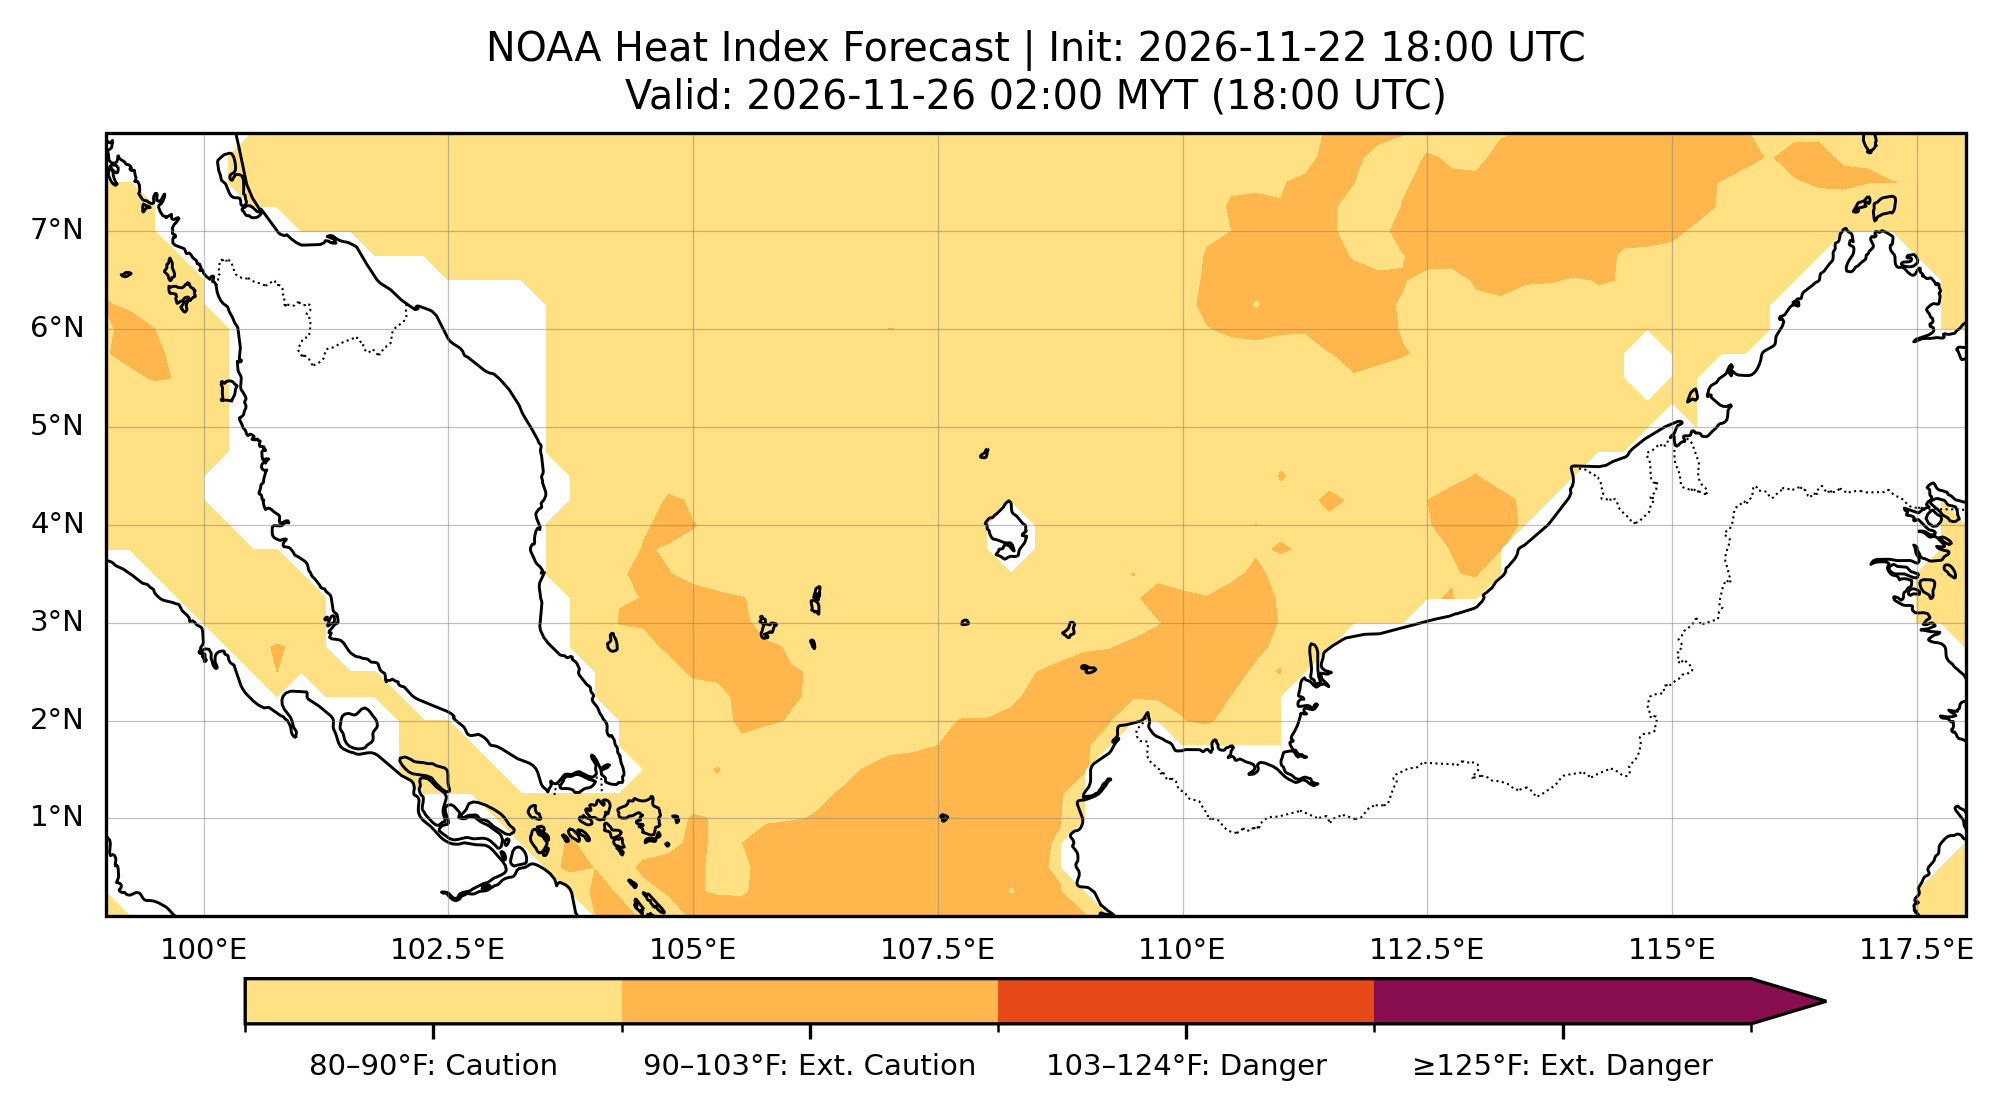 NOAA Heat Index Forecast | Init: 2026-11-22 18:00 UTC
Valid: 2026-11-26 02:00 MYT (18:00 UTC)
7°N
6°N
5°N
4°N
3°N
2°N
1°N
100°E
102.5°E
105°E
107.5°E
110°E
112.5°E
115°E
117.5°E
80–90°F: Caution
90–103°F: Ext. Caution
103–124°F: Danger
≥125°F: Ext. Danger